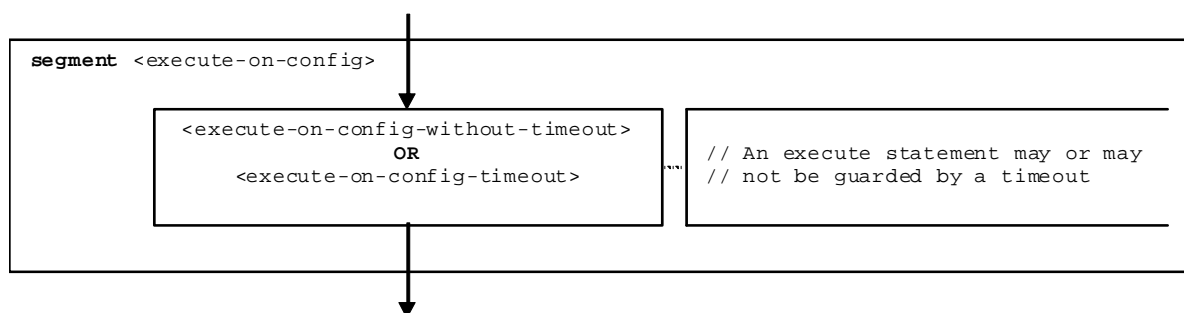 segment <execute-on-config>
<execute-on-config-without-timeout>
OR
<execute-on-config-timeout>
// An execute statement may or may
// not be guarded by a timeout